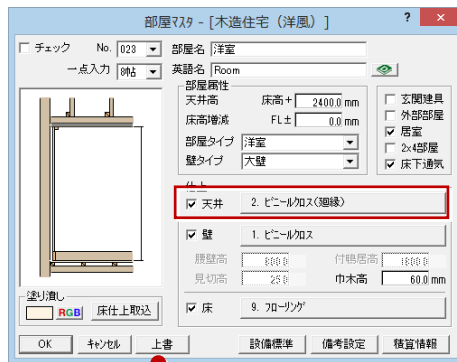 部屋ﾏｽﾀ - [木造住宅（洋風）]
? ×
チェック No. 023 部屋名 洋室
一点入力 8帖占 英語名 Room
部屋属性
天井高 床高+ 2400.0 mm
床高増減 FL± 0.0 mm
部屋タイプ 洋室
壁タイプ 大壁
玄関建具
外部部屋
居室
2x4部屋
床下通気
仕上
天井 2. ﾋﾞﾆｰﾙｸﾛｽ(廻縁)
壁 1. ﾋﾞﾆｰﾙｸﾛｽ
腰壁高 800.0 付鴨居高 1800.0
見切高 25.0 巾木高 60.0 mm
床 9. ﾌﾛｰﾘﾝｸﾞ
塗り潰し
RGB 床仕上取込
OK ｷｬﾝｾﾙ 上書 設備標準 備考設定 積算情報